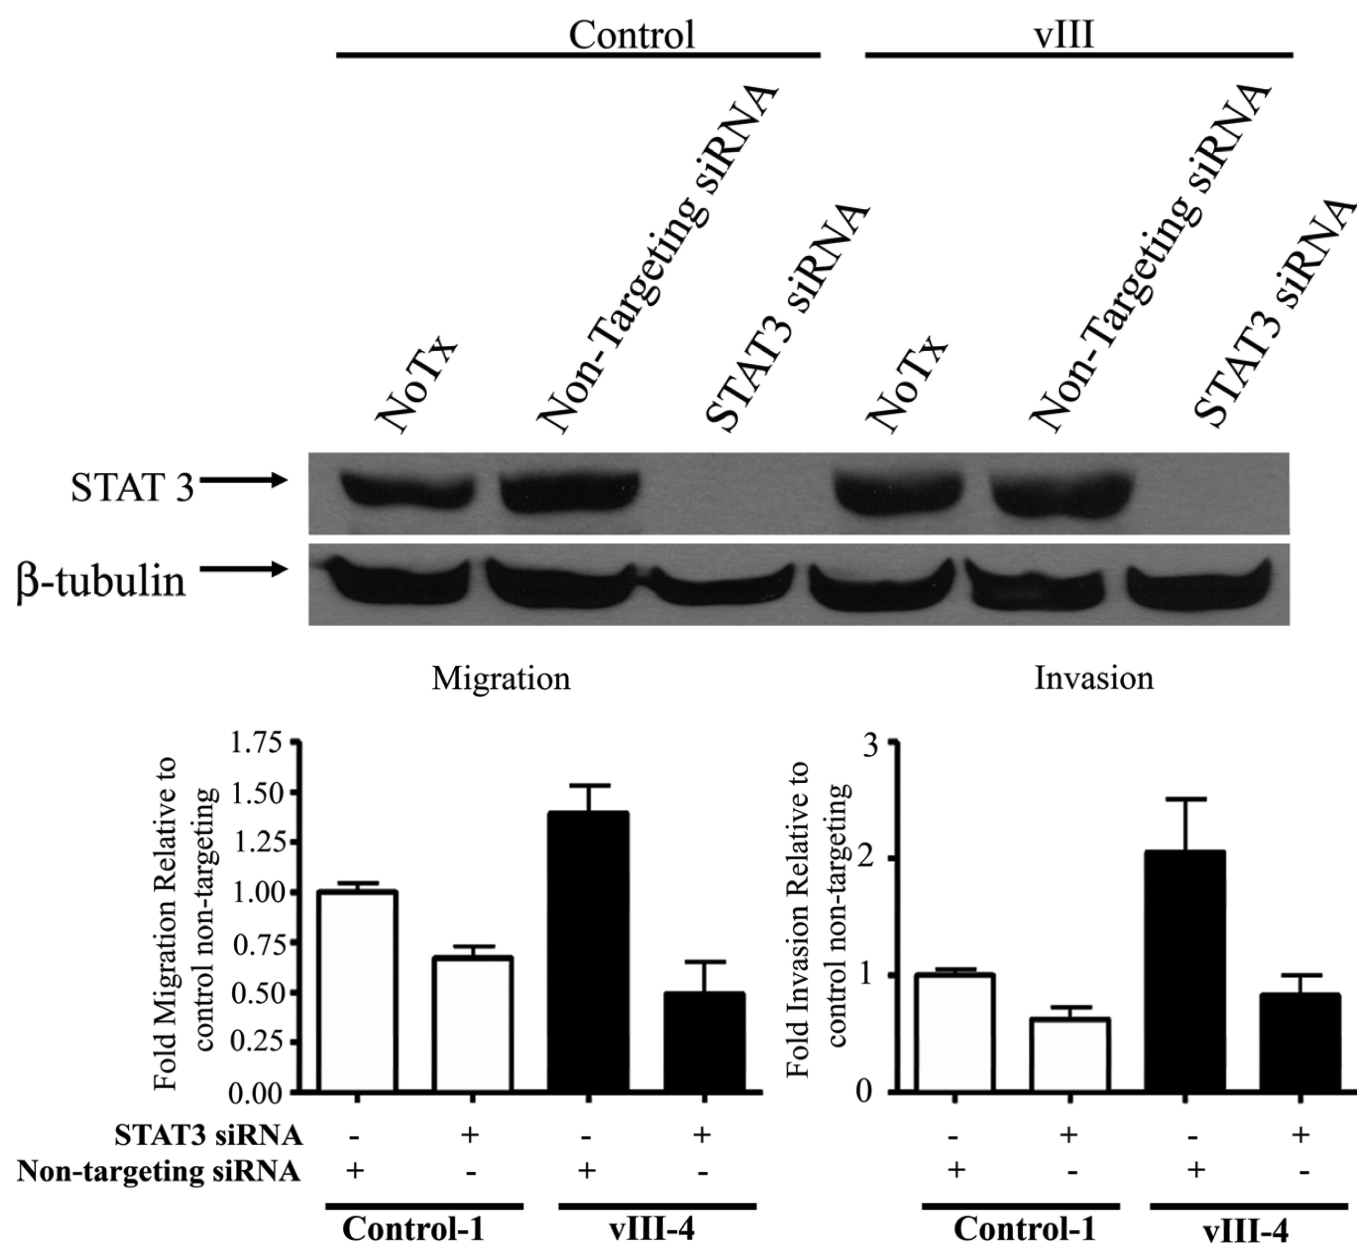 Control
vIII
NoTx
Non-Targeting siRNA
STAT3 siRNA
NoTx
Non-Targeting siRNA
STAT3 siRNA
STAT 3
β-tubulin
Migration
Fold Migration Relative to
control non-targeting
1.75
1.50
1.25
1.00
0.75
0.50
0.25
0.00
Invasion
Fold Invasion Relative to
control non-targeting
3
2
1
0
STAT3 siRNA - + - + - + - +
Non-targeting siRNA + - + - + - + -
Control-1 vIII-4 Control-1 vIII-4